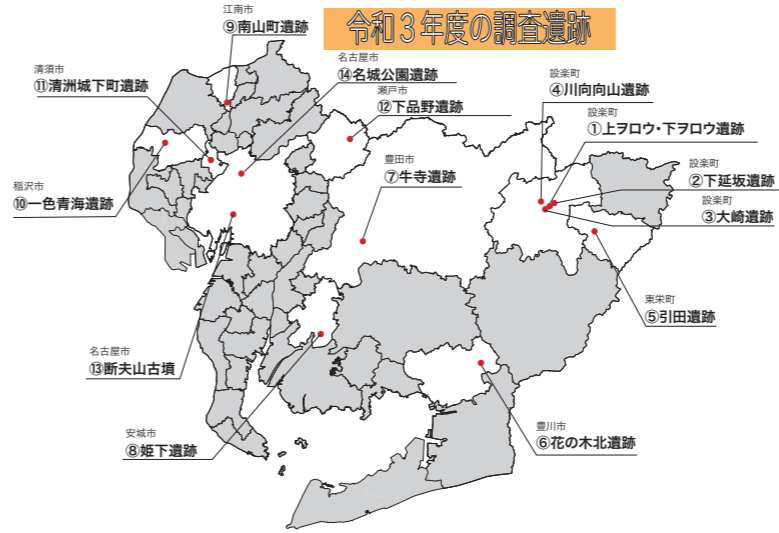 令和３年度の調査遺跡
江南市
⑨南山町遺跡
名古屋市
⑭名城公園遺跡
清須市
⑪清洲城下町遺跡
瀬戸市
⑫下品野遺跡
設楽町
④川向向山遺跡
設楽町
①上ヲロウ・下ヲロウ遺跡
設楽町
②下延坂遺跡
設楽町
③大崎遺跡
豊田市
⑦牛寺遺跡
稲沢市
⑩一色青海遺跡
東栄町
⑤引田遺跡
名古屋市
⑬断夫山古墳
安城市
⑧姫下遺跡
豊川市
⑥花の木北遺跡